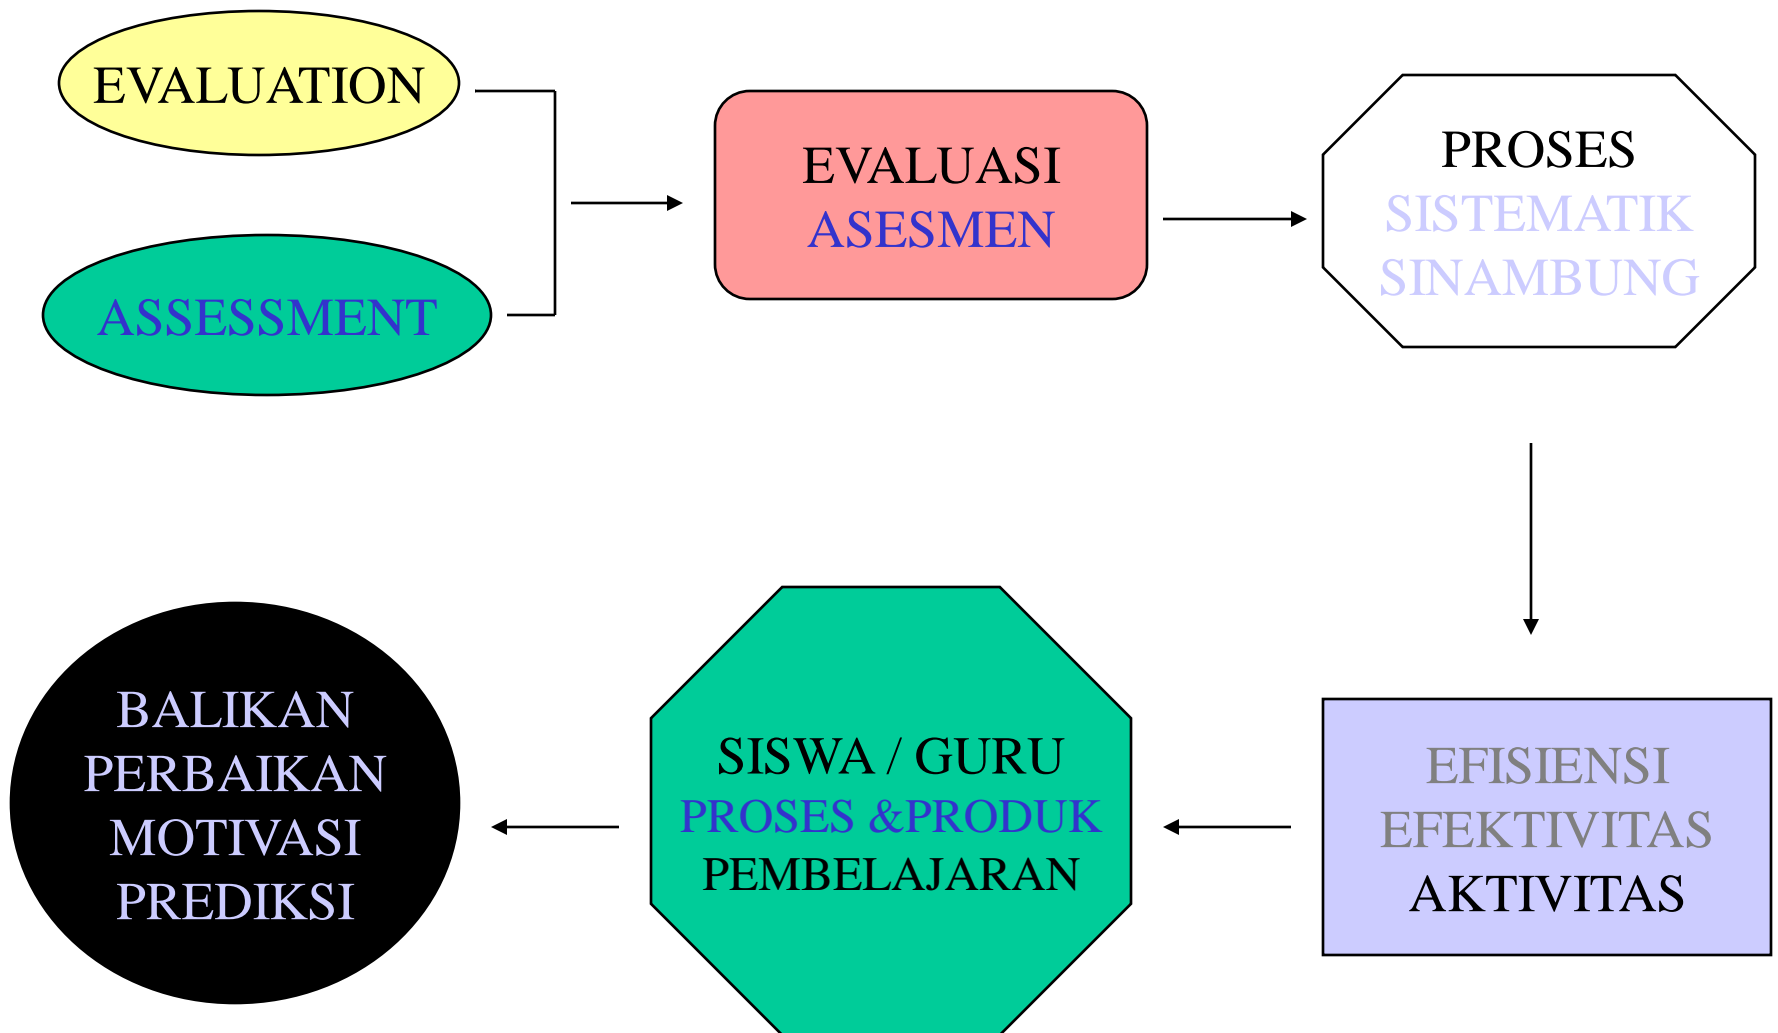 EVALUATION
ASSESSMENT
EVALUASI
ASESMEN
PROSES
SISTEMATIK
SINAMBUNG
EFISIENSI
EFEKTIVITAS
AKTIVITAS
SISWA / GURU
PROSES &PRODUK
PEMBELAJARAN
BALIKAN
PERBAIKAN
MOTIVASI
PREDIKSI